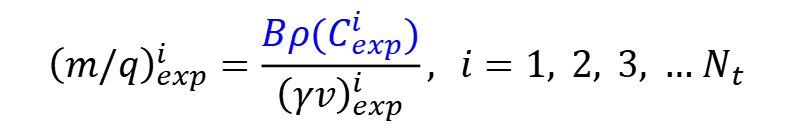 (m/q)^i_exp = Bρ(C^i_exp) / (γv)^i_exp , i = 1, 2, 3, … N_t